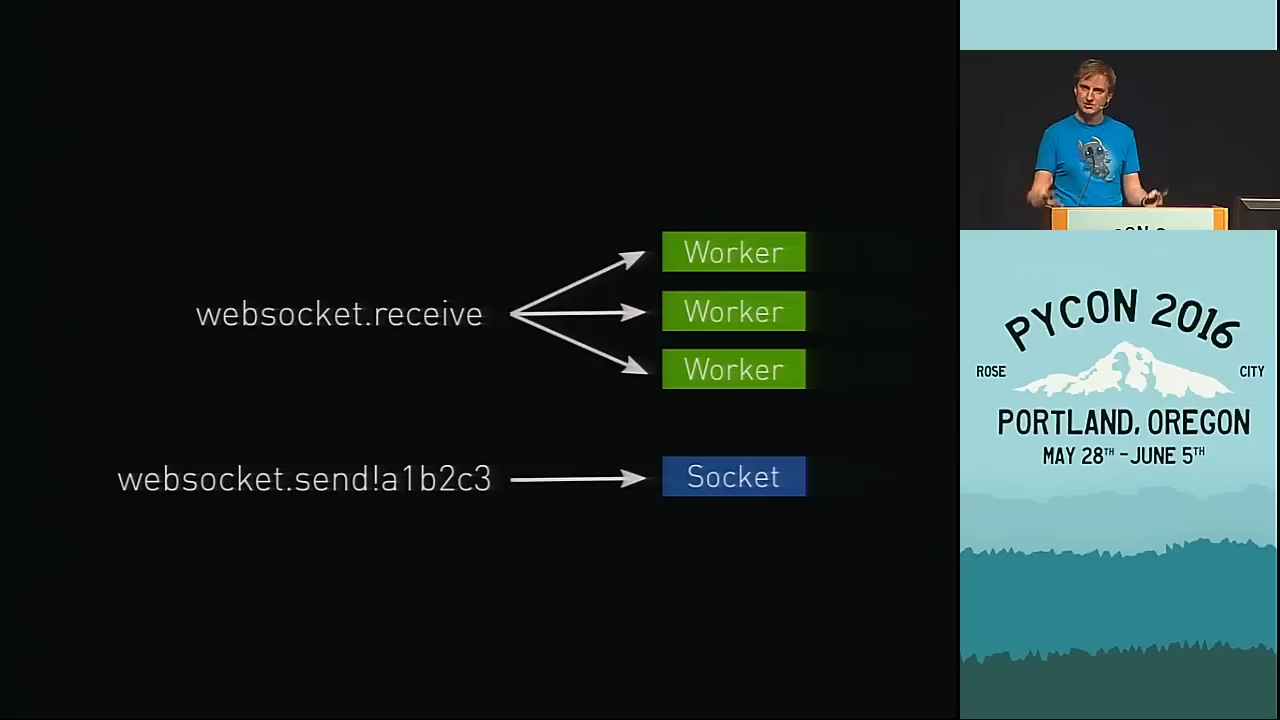 websocket.receive
Worker
Worker
Worker
websocket.send!a1b2c3
Socket
PYCON 2016
ROSE
CITY
PORTLAND, OREGON
MAY 28TH - JUNE 5TH